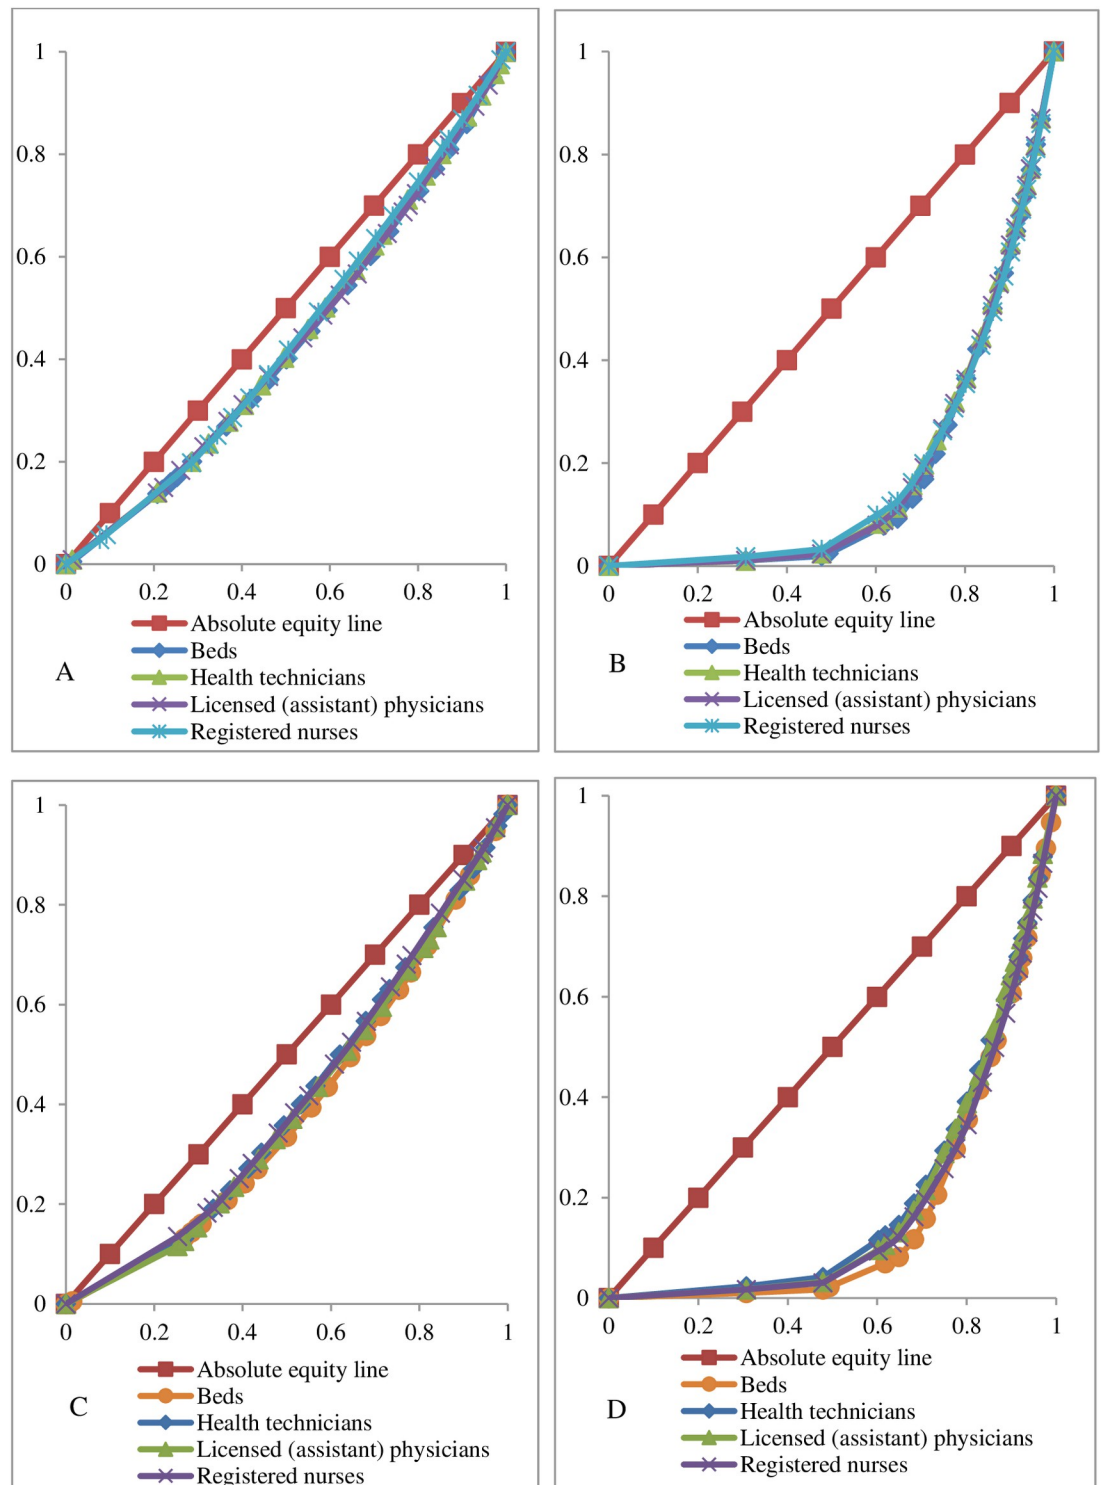 1
0.8
0.6
0.4
0.2
0
0 0.2 0.4 0.6 0.8 1
Absolute equity line
Beds
Health technicians
Licensed (assistant) physicians
Registered nurses
A
1
0.8
0.6
0.4
0.2
0
0 0.2 0.4 0.6 0.8 1
Absolute equity line
Beds
Health technicians
Licensed (assistant) physicians
Registered nurses
B
1
0.8
0.6
0.4
0.2
0
0 0.2 0.4 0.6 0.8 1
Absolute equity line
Beds
Health technicians
Licensed (assistant) physicians
Registered nurses
C
1
0.8
0.6
0.4
0.2
0
0 0.2 0.4 0.6 0.8 1
Absolute equity line
Beds
Health technicians
Licensed (assistant) physicians
Registered nurses
D